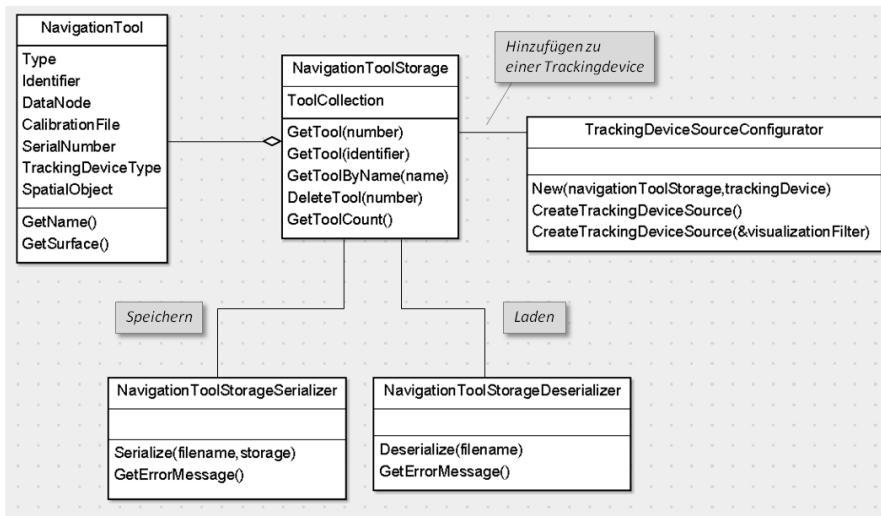 NavigationTool
Type
Identifier
DataNode
CalibrationFile
SerialNumber
TrackingDeviceType
SpatialObject
GetName()
GetSurface()
NavigationToolStorage
ToolCollection
GetTool(number)
GetTool(identifier)
GetToolByName(name)
DeleteTool(number)
GetToolCount()
Hinzufügen zu
einer Trackingdevice
TrackingDeviceSourceConfigurator
New(navigationToolStorage,trackingDevice)
CreateTrackingDeviceSource()
CreateTrackingDeviceSource(&visualizationFilter)
Speichern
Laden
NavigationToolStorageSerializer
Serialize(filename,storage)
GetErrorMessage()
NavigationToolStorageDeserializer
Deserialize(filename)
GetErrorMessage()